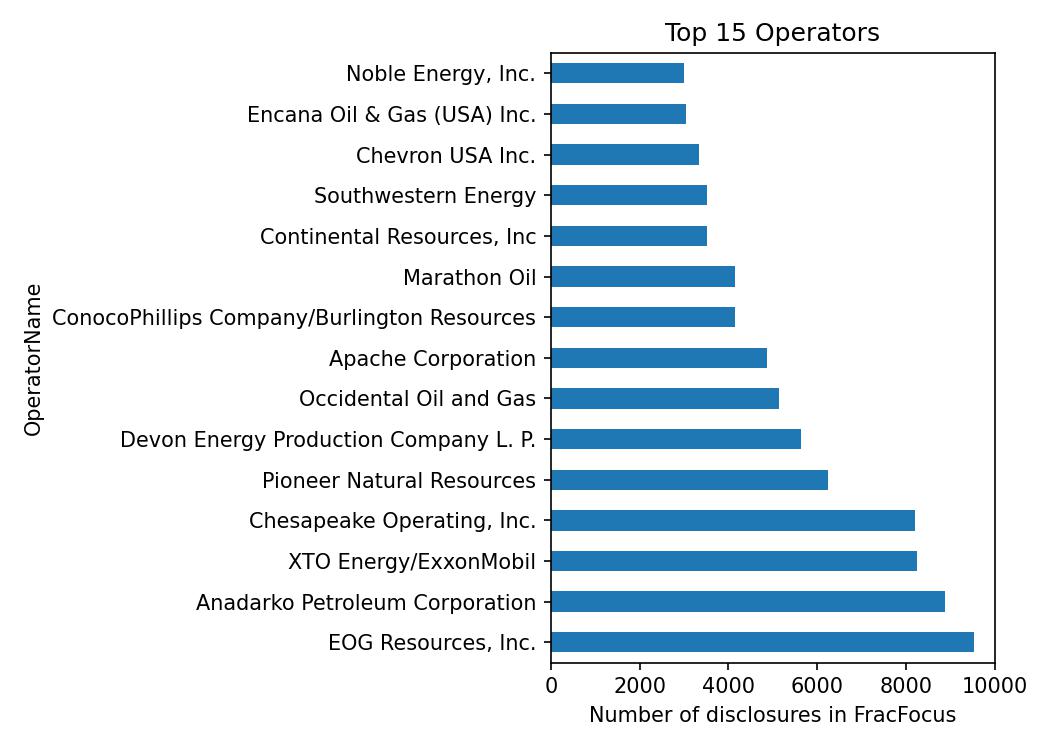 Top 15 Operators
Noble Energy, Inc.
Encana Oil & Gas (USA) Inc.
Chevron USA Inc.
Southwestern Energy
Continental Resources, Inc
Marathon Oil
ConocoPhillips Company/Burlington Resources
Apache Corporation
Occidental Oil and Gas
Devon Energy Production Company L. P.
Pioneer Natural Resources
Chesapeake Operating, Inc.
XTO Energy/ExxonMobil
Anadarko Petroleum Corporation
EOG Resources, Inc.
OperatorName
0 2000 4000 6000 8000 10000
Number of disclosures in FracFocus